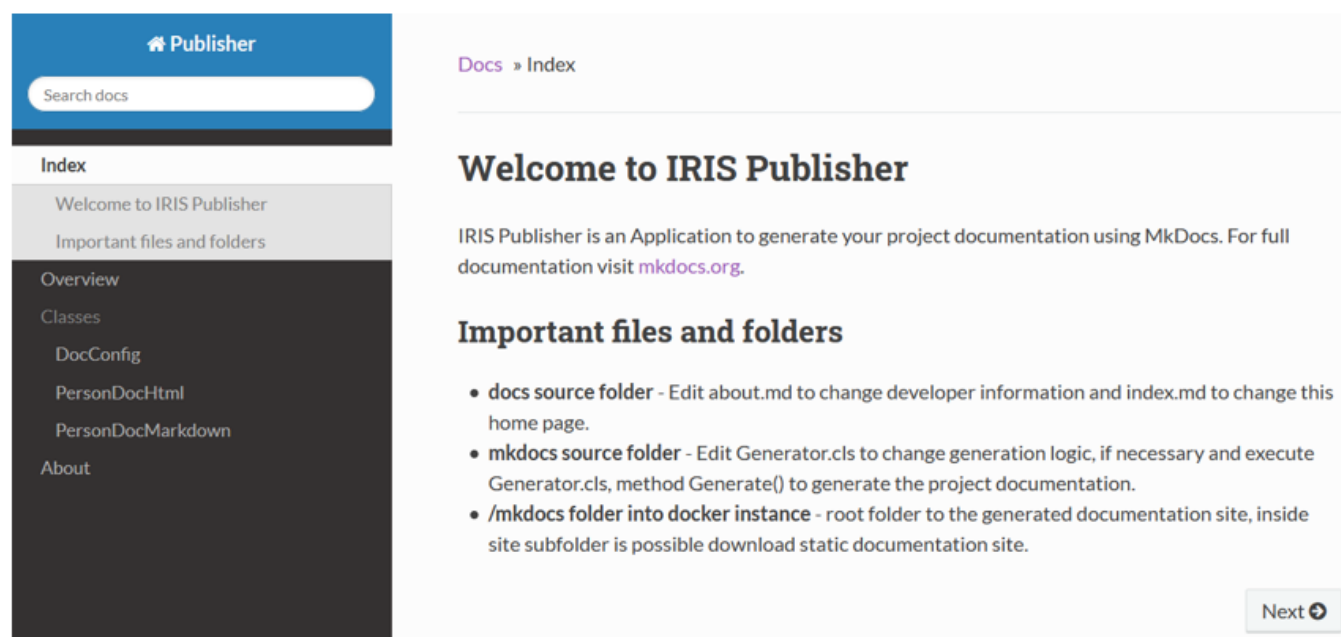 Publisher
Search docs
Index
Welcome to IRIS Publisher
Important files and folders
Overview
Classes
DocConfig
PersonDocHtml
PersonDocMarkdown
About
Docs » Index
Welcome to IRIS Publisher
IRIS Publisher is an Application to generate your project documentation using MkDocs. For full
documentation visit mkdocs.org.
Important files and folders
• docs source folder - Edit about.md to change developer information and index.md to change this
home page.
• mkdocs source folder - Edit Generator.cls to change generation logic, if necessary and execute
Generator.cls, method Generate() to generate the project documentation.
• /mkdocs folder into docker instance - root folder to the generated documentation site, inside
site subfolder is possible download static documentation site.
Next